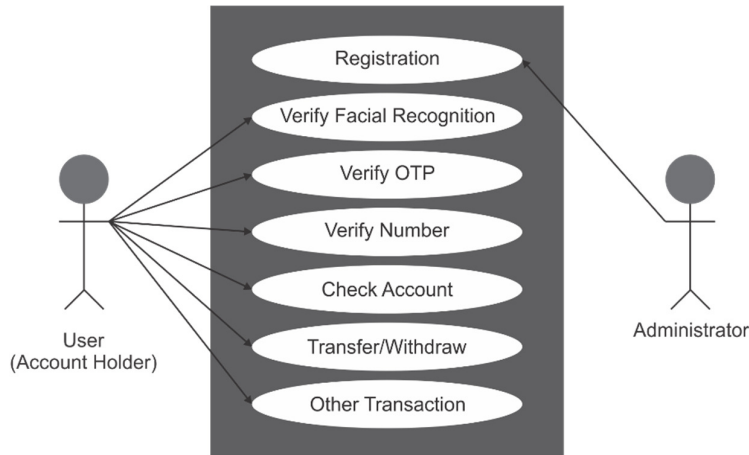 Registration
Verify Facial Recognition
Verify OTP
Verify Number
Check Account
Transfer/Withdraw
Other Transaction
User
(Account Holder)
Administrator